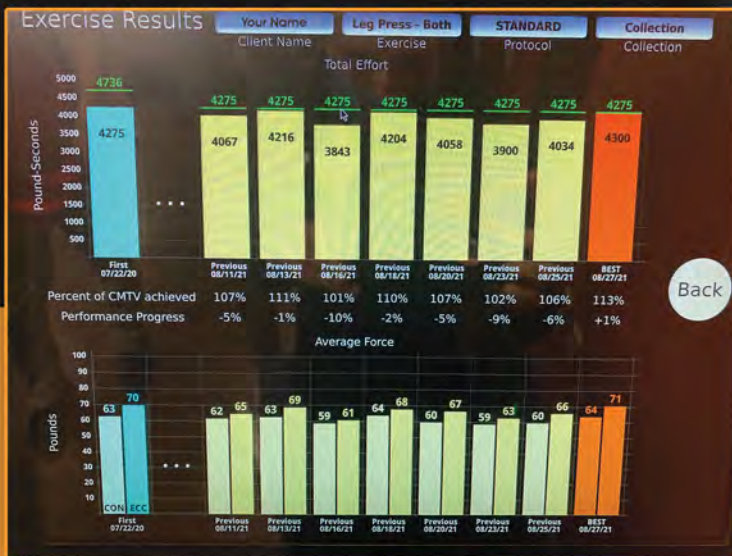 Exercise Results
Your Name Leg Press - Both STANDARD Collection
Client Name Exercise Protocol Collection
Total Effort
Pound-Seconds
5000
4500
4000
3500
3000
2500
2000
1500
1000
500
4736
4275 4275 4275 4275 4275 4275 4275 4275
4275 4067 4216 3843 4204 4058 3900 4034 4300
...
First Previous Previous Previous Previous Previous Previous Previous BEST
07/22/20 08/11/21 08/13/21 08/16/21 08/18/21 08/20/21 08/23/21 08/25/21 08/27/21
Percent of CMTV achieved 107% 111% 101% 110% 107% 102% 106% 113%
Performance Progress -5% -1% -10% -2% -5% -9% -6% +1%
Back
Average Force
Pounds
100
90
80
70
60
50
40
30
20
10
63 70 62 65 63 69 59 61 64 68 60 67 59 63 60 66 64 71
...
CON ECC
First Previous Previous Previous Previous Previous Previous Previous BEST
07/22/20 08/11/21 08/13/21 08/16/21 08/18/21 08/20/21 08/23/21 08/25/21 08/27/21